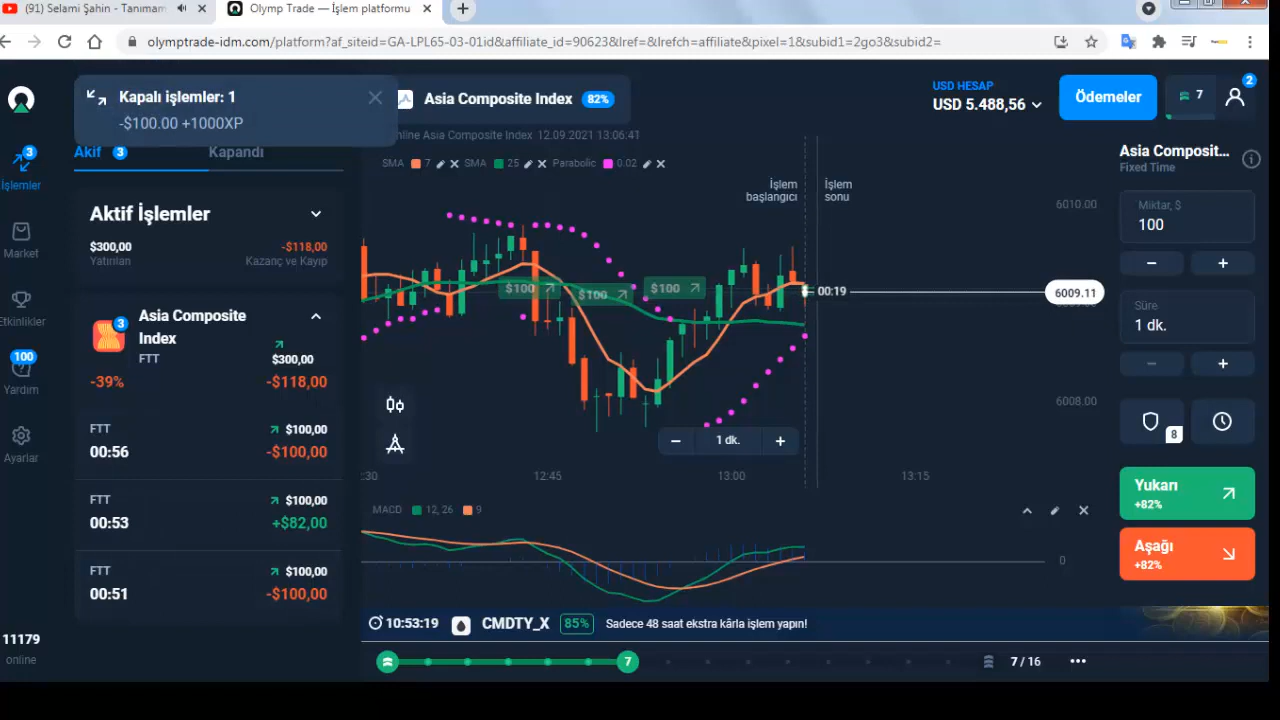 (91) Selami Şahin - Tanımam
Olymp Trade — İşlem platformu
olymptrade-idm.com/platform?af_siteid=GA-LPL65-03-01id&affiliate_id=90623&lref=&lrefch=affiliate&pixel=1&subid1=2go3&subid2=
Kapalı işlemler: 1
-$100.00 +1000XP
Asia Composite Index 82%
USD HESAP
USD 5.488,56
Ödemeler
7
2
nline Asia Composite Index 12.09.2021 13:06:41
SMA 7 SMA 25 Parabolic 0.02
3
İşlemler
Market
Etkinlikler
100
Yardım
Ayarlar
11179
online
Akif 3
Kapandı
Aktif İşlemler
$300,00 -$118,00
Yatırılan Kazanç ve Kayıp
3
Asia Composite
Index
FTT
$300,00
-39% -$118,00
FTT $100,00
00:56 -$100,00
FTT $100,00
00:53 +$82,00
FTT $100,00
00:51 -$100,00
İşlem
başlangıcı
İşlem
sonu
6010.00
$100
$100
$100
00:19
6009.11
6008.00
1 dk.
:30 12:45 13:00 13:15
MACD 12, 26 9
0
10:53:19 CMDTY_X 85% Sadece 48 saat ekstra kârla işlem yapın!
7
7 / 16
Asia Composit...
Fixed Time
Miktar, $
100
Süre
1 dk.
8
Yukarı
+82%
Aşağı
+82%